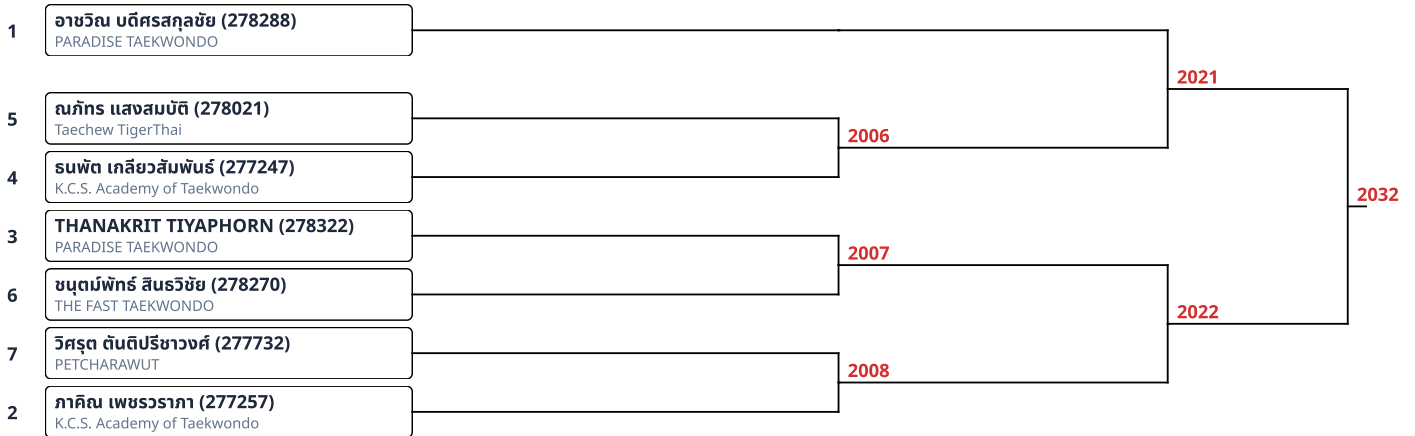 1
อาชวิณ บดีศรสกุลชัย (278288)
PARADISE TAEKWONDO
2021
5
ณภัทร แสงสมบัติ (278021)
Taechew TigerThai
2006
4
ธนพัต เกลียวสัมพันธ์ (277247)
K.C.S. Academy of Taekwondo
2032
3
THANAKRIT TIYAPHORN (278322)
PARADISE TAEKWONDO
2007
6
ชนุตม์พัทธ์ สินธวิชัย (278270)
THE FAST TAEKWONDO
2022
7
วิศรุต ตันติปรีชาวงศ์ (277732)
PETCHARAWUT
2008
2
ภาคิณ เพชรวราภา (277257)
K.C.S. Academy of Taekwondo